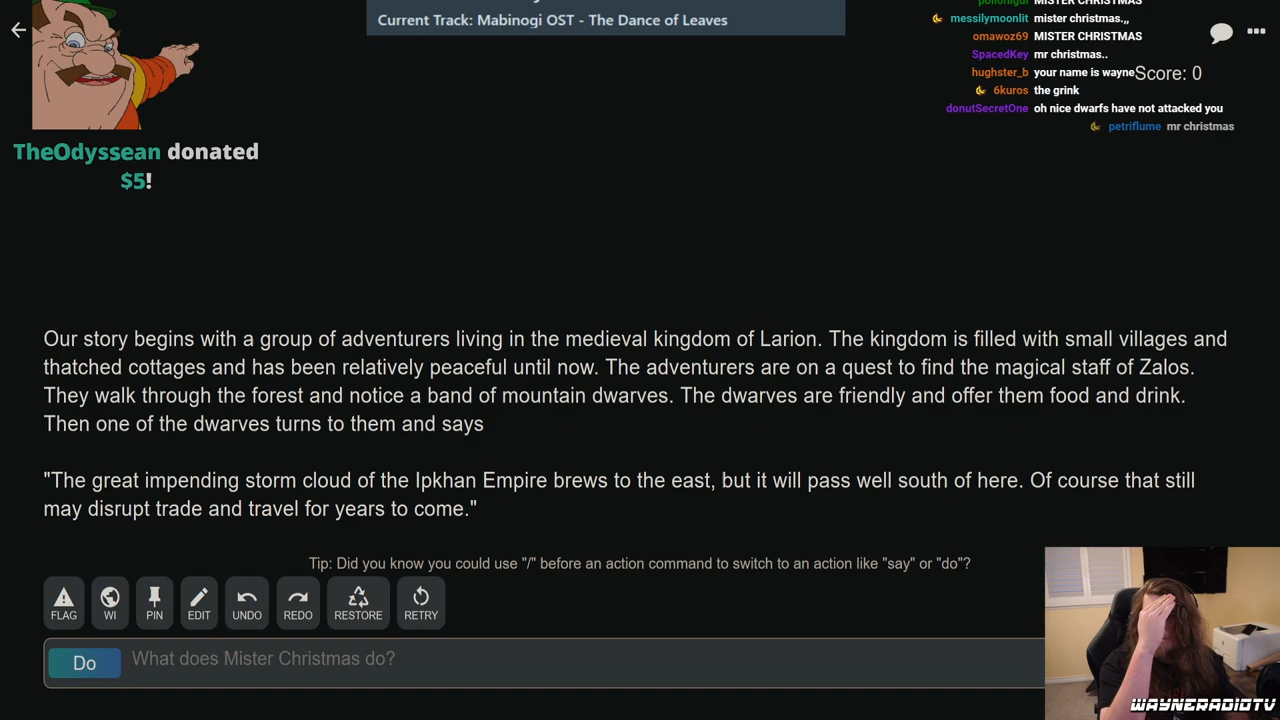 Current Track: Mabinogi OST - The Dance of Leaves
MISTER CHRISTMAS
messilymoonlit mister christmas.,,
omawoz69 MISTER CHRISTMAS
SpacedKey mr christmas..
hughster_b your name is wayne
Score: 0
6kuros the grink
donutSecretOne oh nice dwarfs have not attacked you
petriflume mr christmas
TheOdyssean donated
$5!
Our story begins with a group of adventurers living in the medieval kingdom of Larion. The kingdom is filled with small villages and
thatched cottages and has been relatively peaceful until now. The adventurers are on a quest to find the magical staff of Zalos.
They walk through the forest and notice a band of mountain dwarves. The dwarves are friendly and offer them food and drink.
Then one of the dwarves turns to them and says
"The great impending storm cloud of the Ipkhan Empire brews to the east, but it will pass well south of here. Of course that still
may disrupt trade and travel for years to come."
Tip: Did you know you could use "/" before an action command to switch to an action like "say" or "do"?
FLAG WI PIN EDIT UNDO REDO RESTORE RETRY
Do What does Mister Christmas do?
WAYNERADIOTV